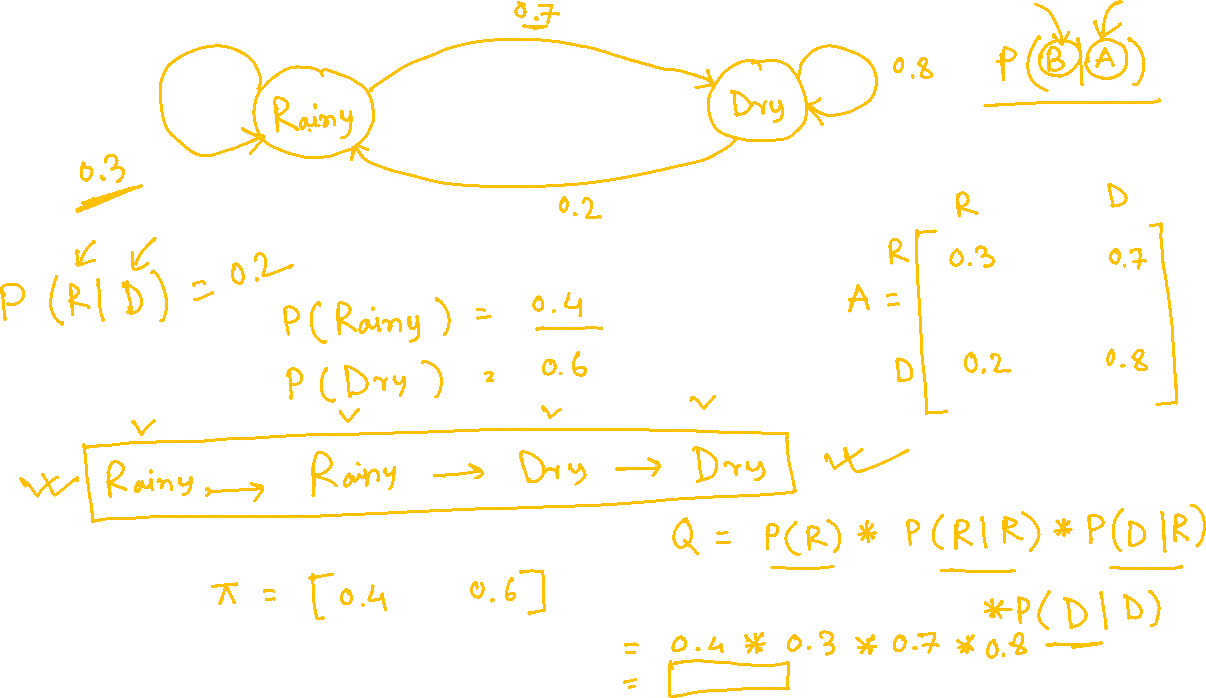 0.7
P(B|A)
0.8
Rainy
Dry
0.3
0.2
R D
P(R|D) = 0.2
R 0.3 0.7
A =
P(Rainy) = 0.4
D 0.2 0.8
P(Dry) = 0.6
Rainy → Rainy → Dry → Dry
Q = P(R) * P(R|R) * P(D|R)
π = [0.4 0.6]
*P(D|D)
= 0.4 * 0.3 * 0.7 * 0.8
=